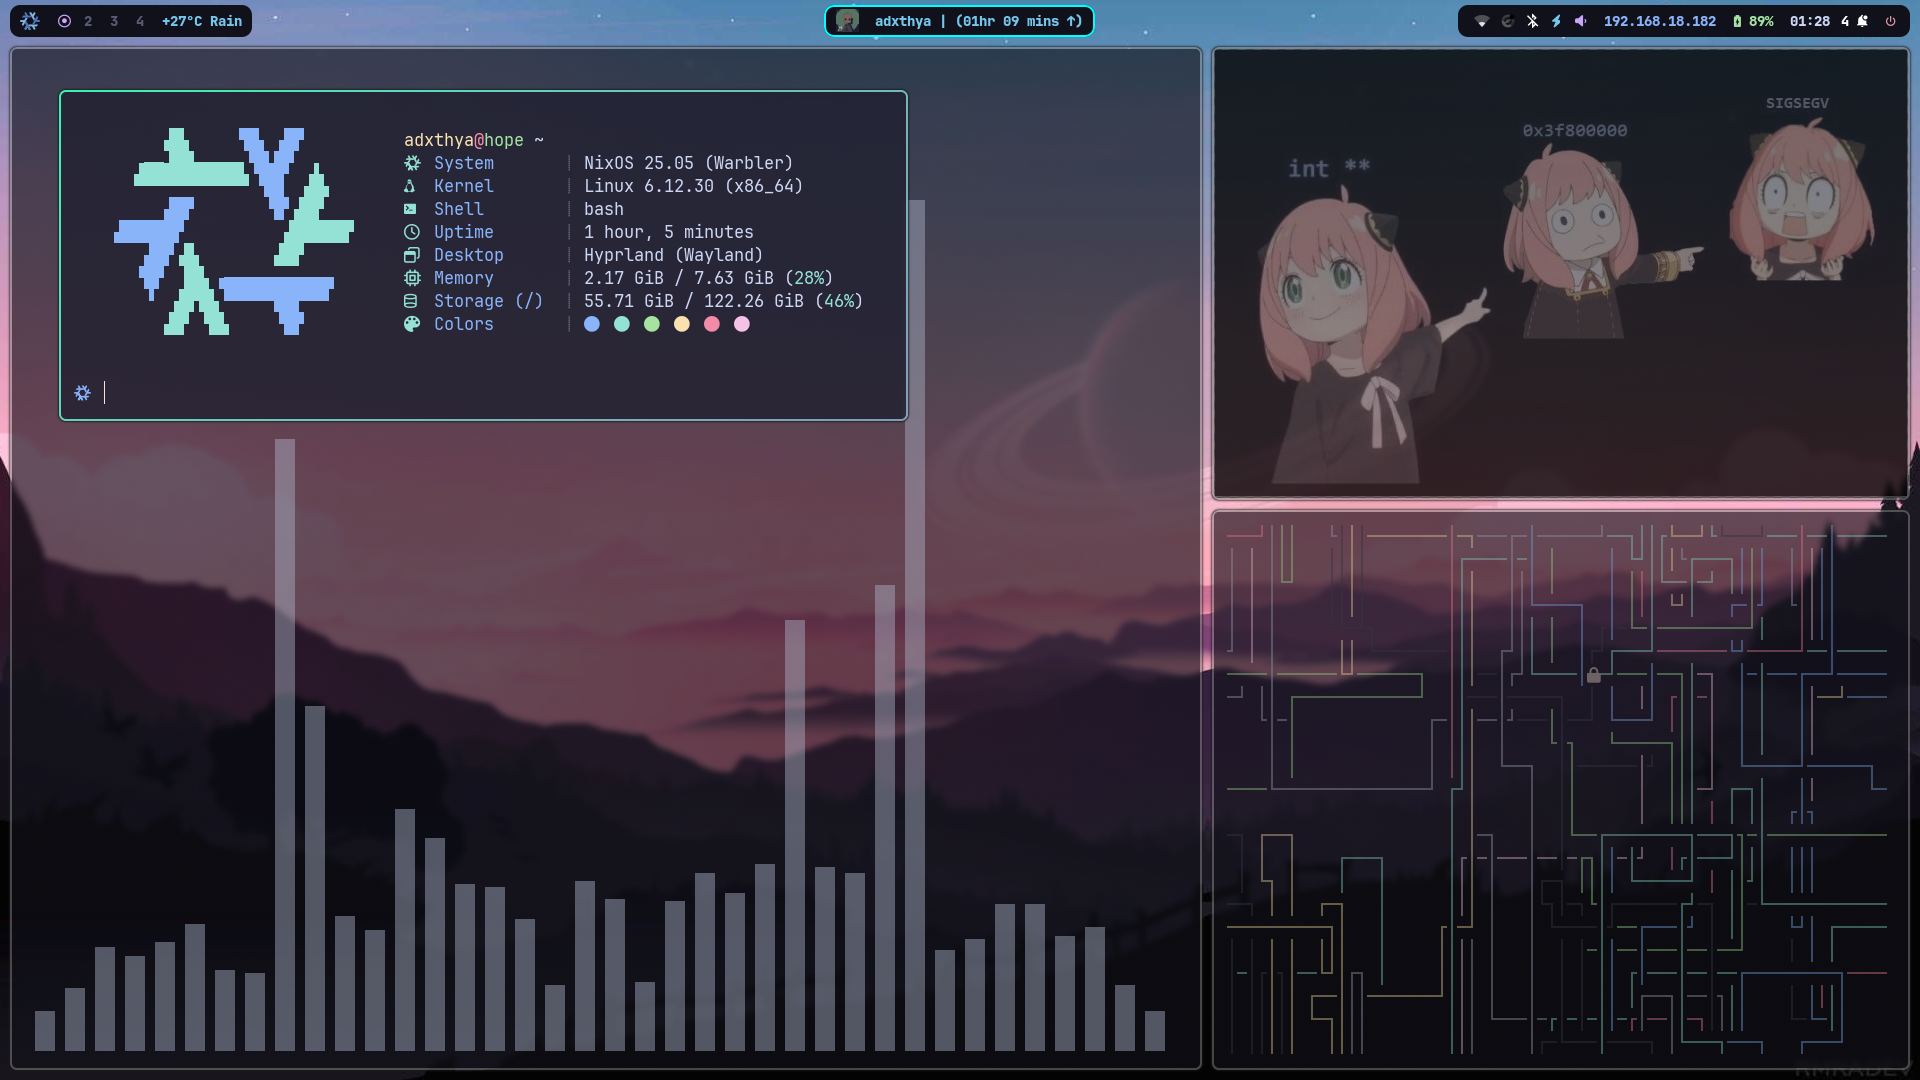 2 3 4 +27°C Rain
adxthya | (01hr 09 mins ↑)
192.168.18.182 89% 01:28 4
adxthya@hope ~
System | NixOS 25.05 (Warbler)
Kernel | Linux 6.12.30 (x86_64)
Shell | bash
Uptime | 1 hour, 5 minutes
Desktop | Hyprland (Wayland)
Memory | 2.17 GiB / 7.63 GiB (28%)
Storage (/) | 55.71 GiB / 122.26 GiB (46%)
Colors |
int **
0x3f800000
SIGSEGV